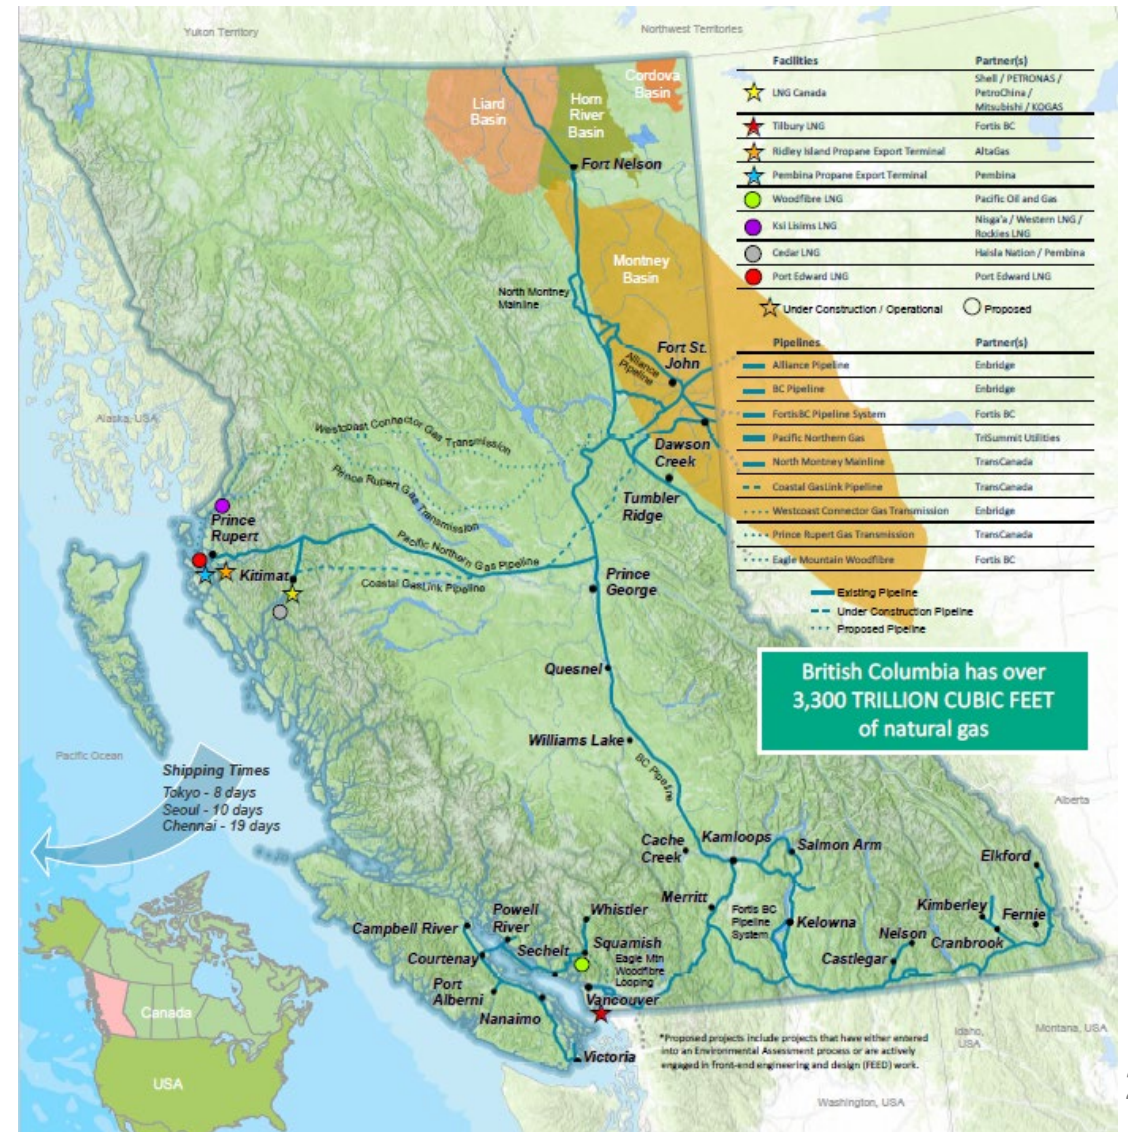 Yukon Territory
Northwest Territories
Liard
Basin
Horn
River
Basin
Cordova
Basin
Fort Nelson
Montney
Basin
North Montney
Mainline
Fort St.
John
Alliance
Pipeline
Dawson
Creek
Tumbler
Ridge
Alaska, USA
Westcoast Connector Gas Transmission
Prince Rupert Gas Transmission
Pacific Northern Gas Pipeline
Coastal GasLink Pipeline
Prince
Rupert
Kitimat
Prince
George
Quesnel
Williams Lake
BC Pipeline
Pacific Ocean
Shipping Times
Tokyo - 8 days
Seoul - 10 days
Chennai - 19 days
Facilities Partner(s)
LNG Canada Shell / PETRONAS /
PetroChina /
Mitsubishi / KOGAS
Tilbury LNG Fortis BC
Ridley Island Propane Export Terminal AltaGas
Pembina Propane Export Terminal Pembina
Woodfibre LNG Pacific Oil and Gas
Ksi Lisims LNG Nisga'a / Western LNG /
Rockies LNG
Cedar LNG Haisla Nation / Pembina
Port Edward LNG Port Edward LNG
Under Construction / Operational Proposed
Pipelines Partner(s)
Alliance Pipeline Enbridge
BC Pipeline Enbridge
FortisBC Pipeline System Fortis BC
Pacific Northern Gas TriSummit Utilities
North Montney Mainline TransCanada
Coastal GasLink Pipeline TransCanada
Westcoast Connector Gas Transmission Enbridge
Prince Rupert Gas Transmission TransCanada
Eagle Mountain Woodfibre Fortis BC
Existing Pipeline
Under Construction Pipeline
Proposed Pipeline
British Columbia has over
3,300 TRILLION CUBIC FEET
of natural gas
Alberta
Cache
Creek
Kamloops
Salmon Arm
Elkford
Merritt
Fortis BC
Pipeline
System
Kelowna
Kimberley
Fernie
Nelson
Cranbrook
Castlegar
Campbell River
Powell
River
Whistler
Courtenay
Sechelt
Squamish
Eagle Mtn
Woodfibre
Looping
Port
Alberni
Vancouver
Nanaimo
Victoria
Canada
USA
*Proposed projects include projects that have either entered
into an Environmental Assessment process or are actively
engaged in front-end engineering and design (FEED) work.
Idaho,
USA
Montana, USA
Washington, USA